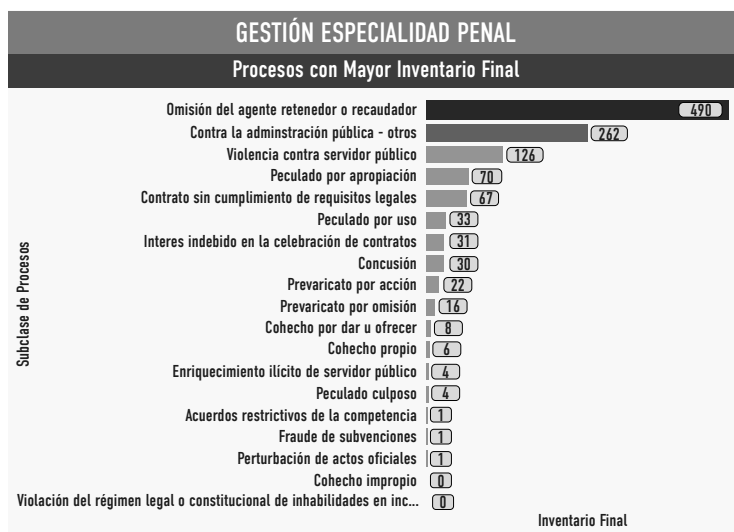 GESTIÓN ESPECIALIDAD PENAL
Procesos con Mayor Inventario Final
Subclase de Procesos
Omisión del agente retenedor o recaudador 490
Contra la adminstración pública - otros 262
Violencia contra servidor público 126
Peculado por apropiación 70
Contrato sin cumplimiento de requisitos legales 67
Peculado por uso 33
Interes indebido en la celebración de contratos 31
Concusión 30
Prevaricato por acción 22
Prevaricato por omisión 16
Cohecho por dar u ofrecer 8
Cohecho propio 6
Enriquecimiento ilícito de servidor público 4
Peculado culposo 4
Acuerdos restrictivos de la competencia 1
Fraude de subvenciones 1
Perturbación de actos oficiales 1
Cohecho impropio 0
Violación del régimen legal o constitucional de inhabilidades en inc... 0
Inventario Final